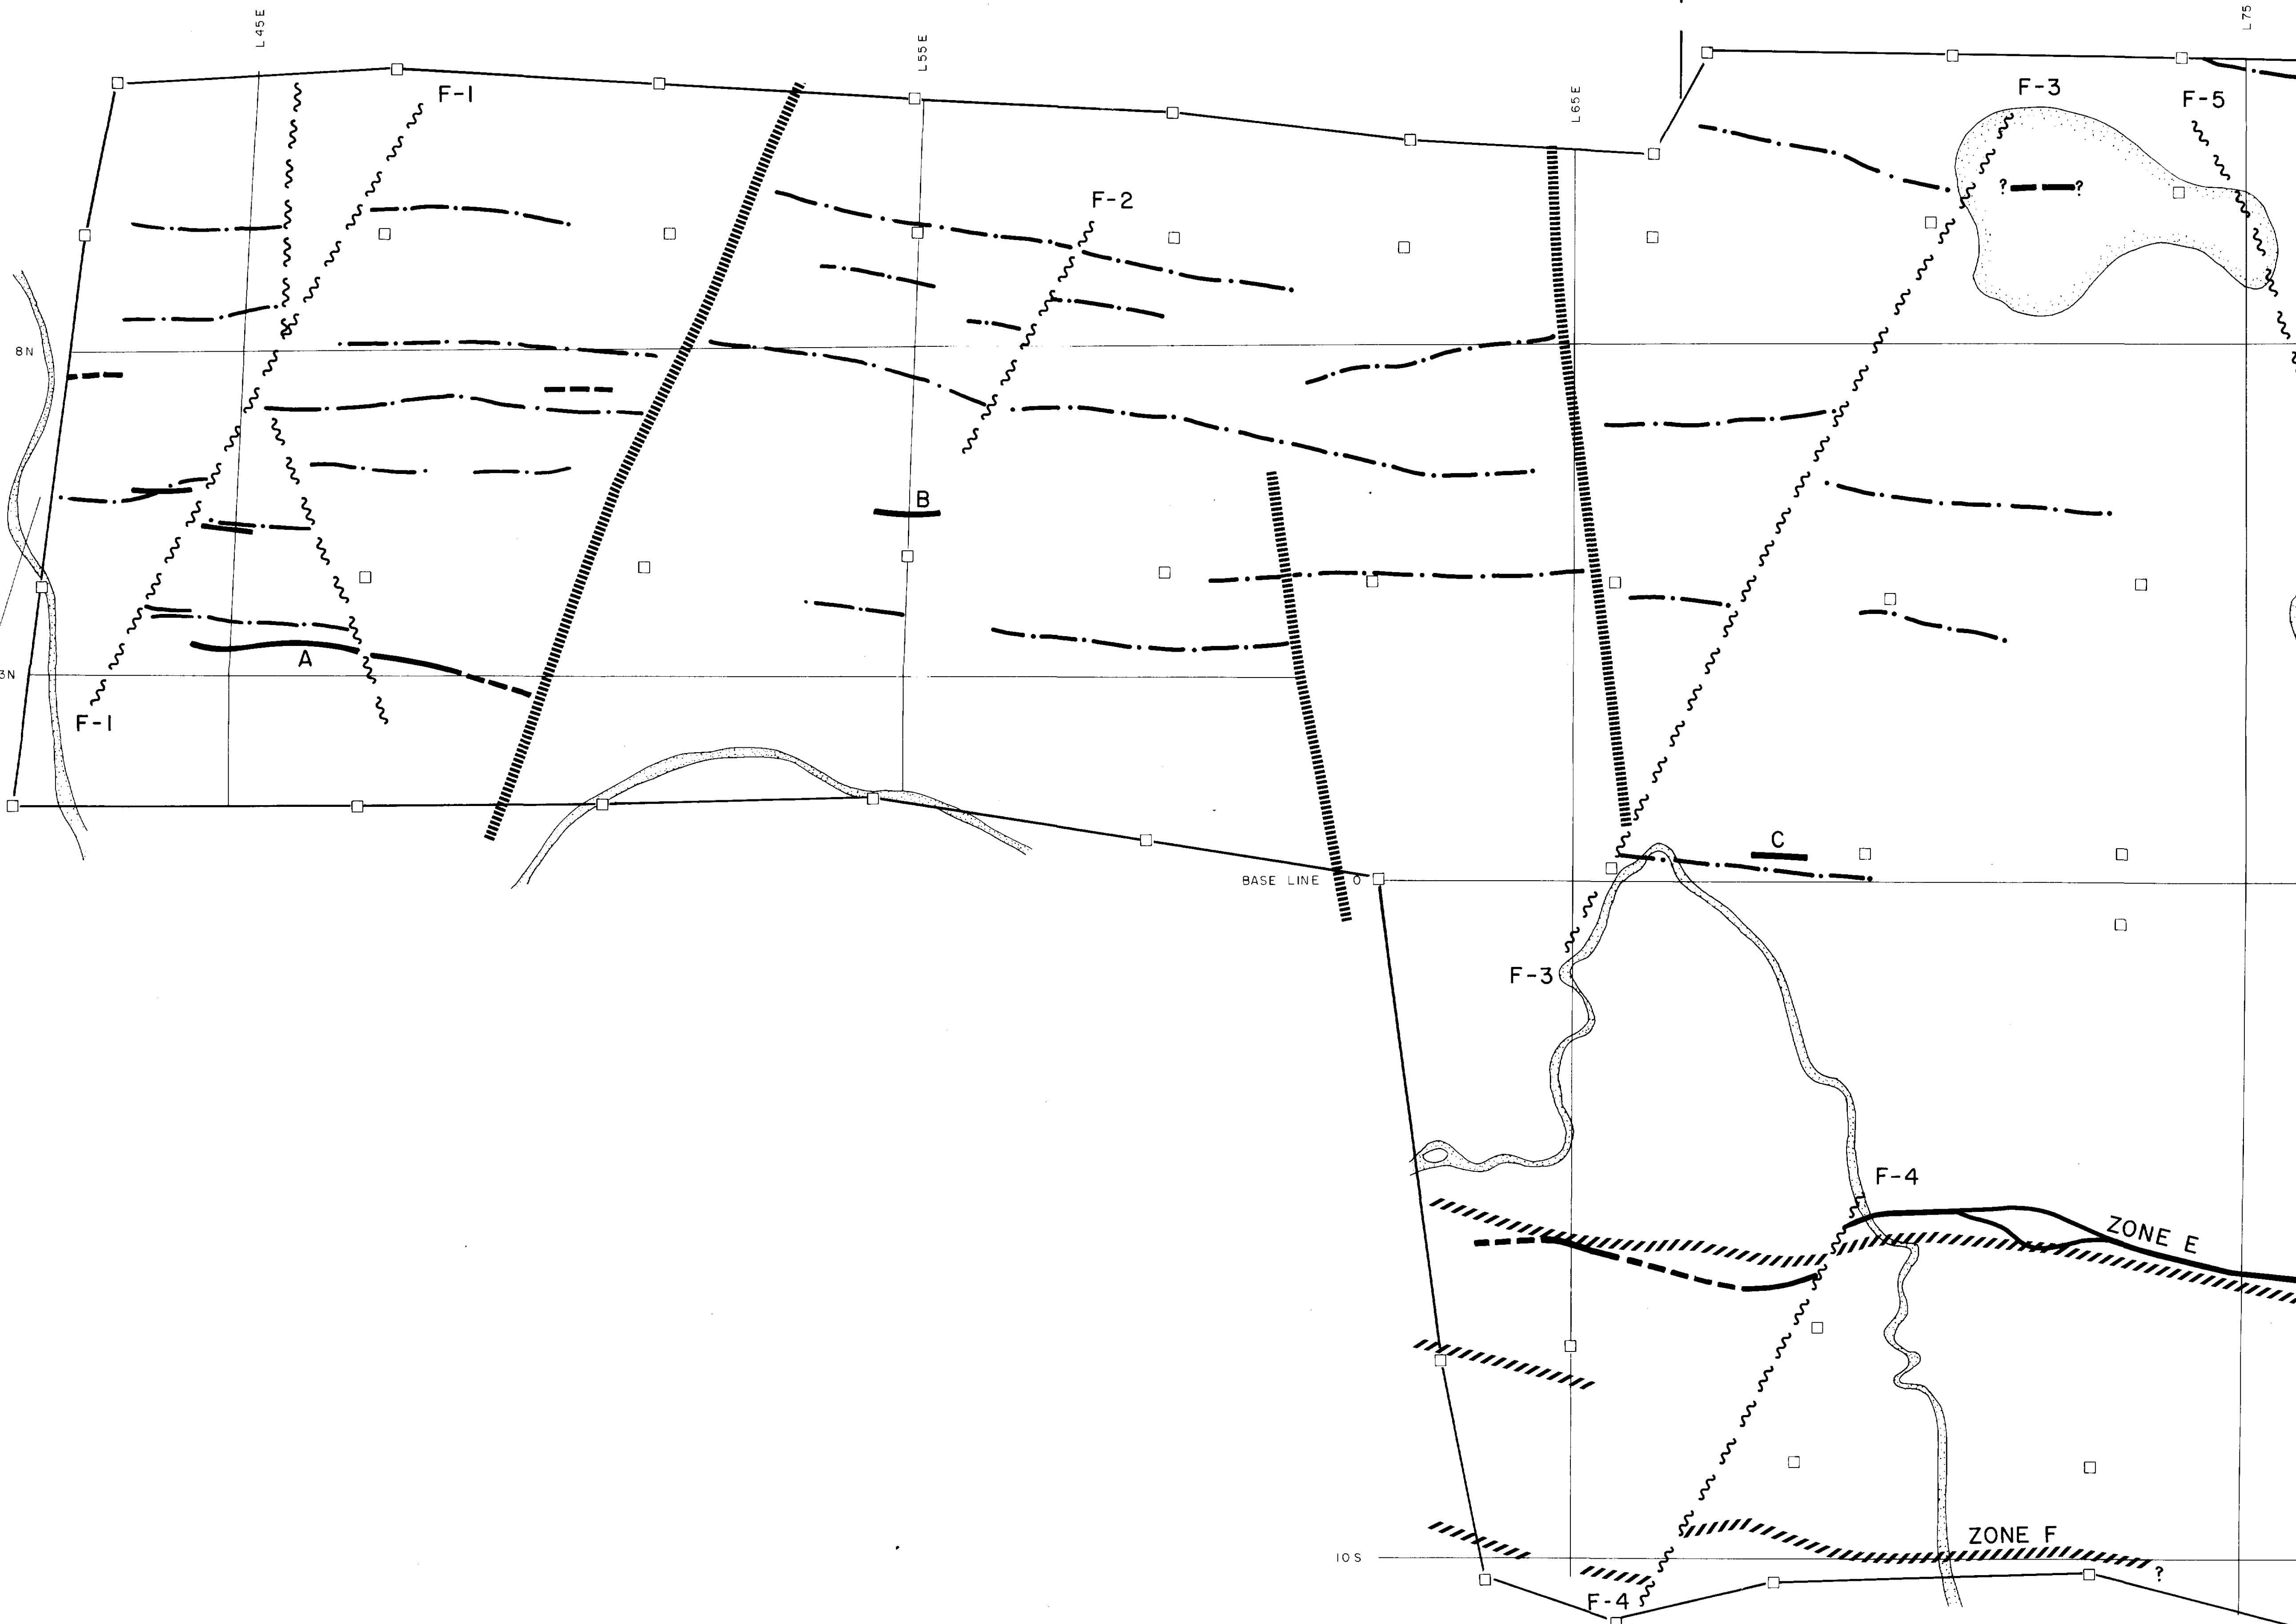 L45E
L55E
L65E
L75
F-1
F-2
F-3
F-5
? ?
8N
B
A
3N
F-1
C
BASE LINE 0
F-3
F-4
ZONE E
ZONE F
10S
?
F-4